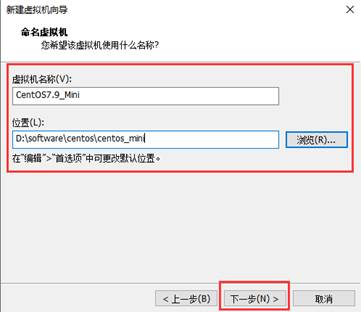 新建虚拟机向导
命名虚拟机
您希望该虚拟机使用什么名称?
虚拟机名称(V):
CentOS7.9_Mini
位置(L):
D:\software\centos\centos_mini
浏览(R)...
在"编辑">"首选项"中可更改默认位置。
< 上一步(B)
下一步(N) >
取消